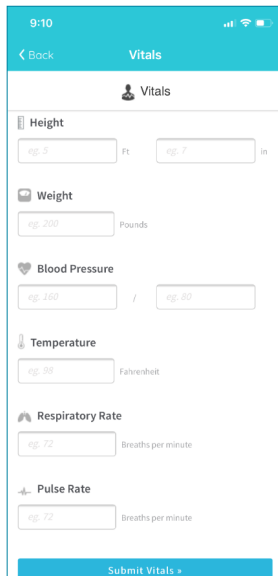 9:10
Back Vitals
Vitals
Height
eg. 5 Ft eg. 7 in
Weight
eg. 200 Pounds
Blood Pressure
eg. 160 / eg. 80
Temperature
eg. 98 Fahrenheit
Respiratory Rate
eg. 72 Breaths per minute
Pulse Rate
eg. 72 Breaths per minute
Submit Vitals »